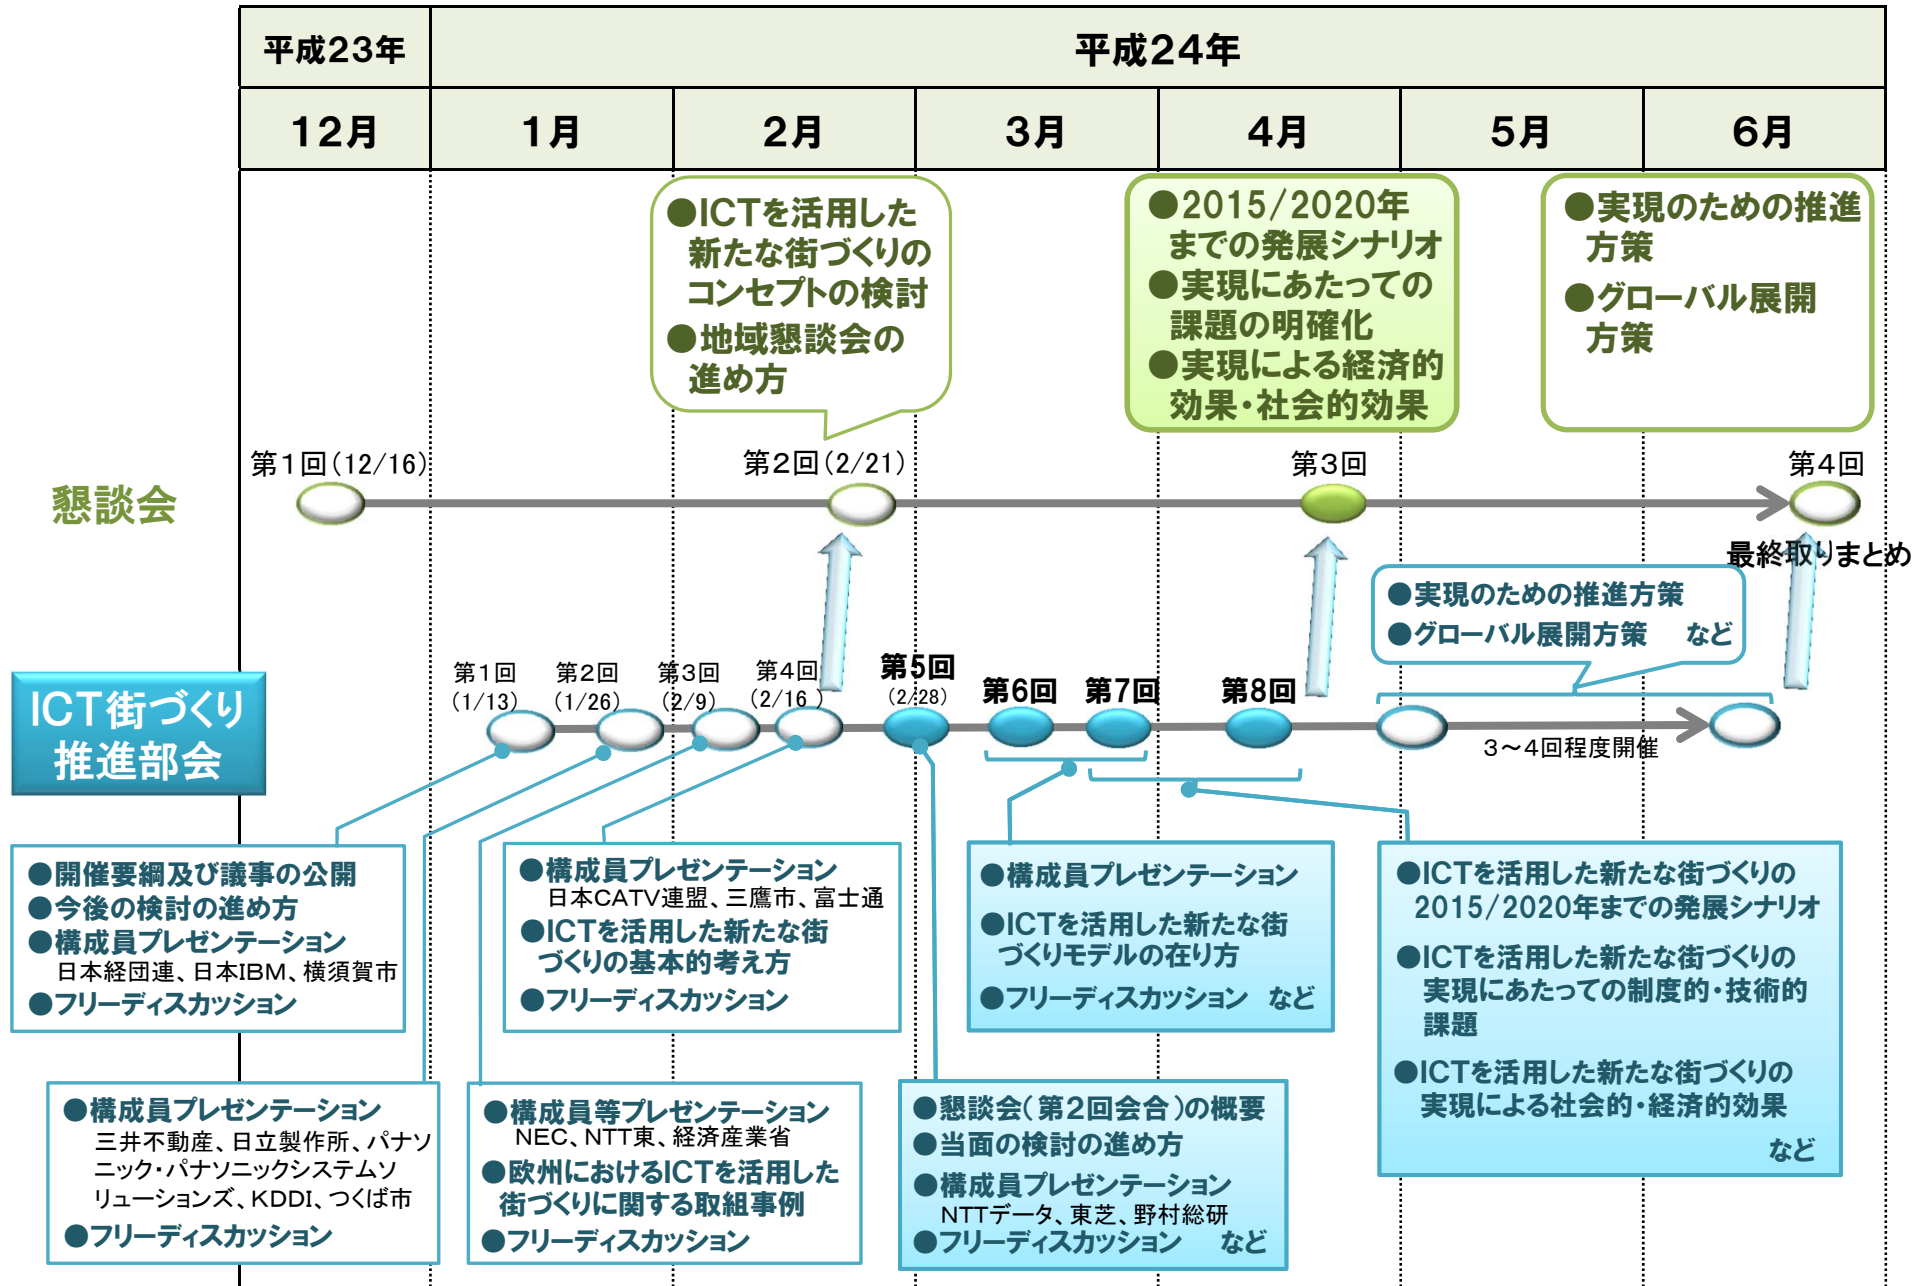 平成23年
平成24年
12月
1月
2月
3月
4月
5月
6月
●ICTを活用した
新たな街づくりの
コンセプトの検討
●地域懇談会の
進め方
●2015/2020年
までの発展シナリオ
●実現にあたっての
課題の明確化
●実現による経済的
効果・社会的効果
●実現のための推進
方策
●グローバル展開
方策
懇談会
第1回(12/16)
第2回(2/21)
第3回
第4回
最終取りまとめ
●実現のための推進方策
●グローバル展開方策　など
ICT街づくり
推進部会
第1回
(1/13)
第2回
(1/26)
第3回
(2/9)
第4回
(2/16 )
第5回
(2/28)
第6回
第7回
第8回
3～4回程度開催
●開催要綱及び議事の公開
●今後の検討の進め方
●構成員プレゼンテーション
日本経団連、日本IBM、横須賀市
●フリーディスカッション
●構成員プレゼンテーション
日本CATV連盟、三鷹市、富士通
●ICTを活用した新たな街
づくりの基本的考え方
●フリーディスカッション
●構成員プレゼンテーション
●ICTを活用した新たな街
づくりモデルの在り方
●フリーディスカッション　など
●ICTを活用した新たな街づくりの
2015/2020年までの発展シナリオ
●ICTを活用した新たな街づくりの
実現にあたっての制度的・技術的
課題
●ICTを活用した新たな街づくりの
実現による社会的・経済的効果
など
●構成員プレゼンテーション
三井不動産、日立製作所、パナソ
ニック・パナソニックシステムソ
リューションズ、KDDI、つくば市
●フリーディスカッション
●構成員等プレゼンテーション
NEC、NTT東、経済産業省
●欧州におけるICTを活用した
街づくりに関する取組事例
●フリーディスカッション
●懇談会(第2回会合)の概要
●当面の検討の進め方
●構成員プレゼンテーション
NTTデータ、東芝、野村総研
●フリーディスカッション　など